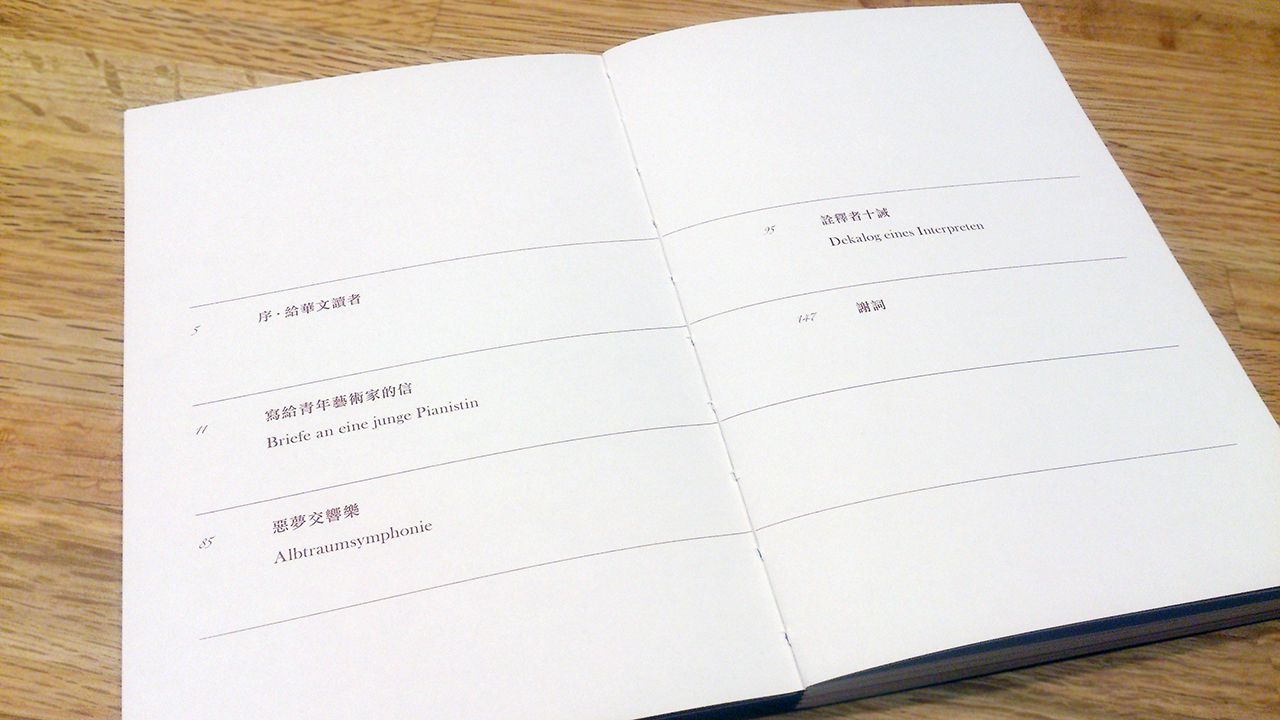 5 序·給華文讀者
11 寫給青年藝術家的信
Briefe an eine junge Pianistin
85 惡夢交響樂
Albtraumsymphonie
95 詮釋者十誡
Dekalog eines Interpreten
147 謝詞